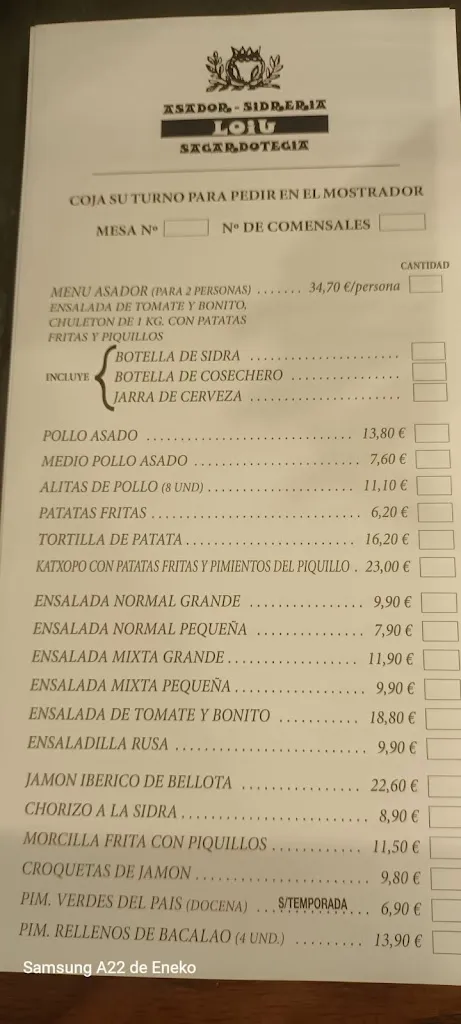 ASADOR - SIDRERIA
LOIU
SAGARDOTEGIA
COJA SU TURNO PARA PEDIR EN EL MOSTRADOR
MESA Nº Nº DE COMENSALES
CANTIDAD
MENU ASADOR (PARA 2 PERSONAS) ....... 34,70 €/persona
ENSALADA DE TOMATE Y BONITO,
CHULETON DE 1 KG. CON PATATAS
FRITAS Y PIQUILLOS
INCLUYE
BOTELLA DE SIDRA
BOTELLA DE COSECHERO
JARRA DE CERVEZA
POLLO ASADO 13,80 €
MEDIO POLLO ASADO 7,60 €
ALITAS DE POLLO (8 UND) 11,10 €
PATATAS FRITAS 6,20 €
TORTILLA DE PATATA 16,20 €
KATXOPO CON PATATAS FRITAS Y PIMIENTOS DEL PIQUILLO . 23,00 €
ENSALADA NORMAL GRANDE 9,90 €
ENSALADA NORMAL PEQUEÑA 7,90 €
ENSALADA MIXTA GRANDE 11,90 €
ENSALADA MIXTA PEQUEÑA 9,90 €
ENSALADA DE TOMATE Y BONITO 18,80 €
ENSALADILLA RUSA 9,90 €
JAMON IBERICO DE BELLOTA 22,60 €
CHORIZO A LA SIDRA 8,90 €
MORCILLA FRITA CON PIQUILLOS 11,50 €
CROQUETAS DE JAMON 9,80 €
PIM. VERDES DEL PAIS (DOCENA) S/TEMPORADA 6,90 €
PIM. RELLENOS DE BACALAO (4 UND.) 13,90 €
Samsung A22 de Eneko